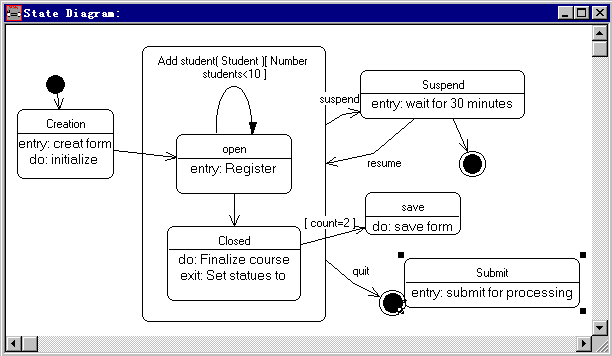 State Diagram:
Add student( Student )[ Number
students<10 ]
Suspend
entry: wait for 30 minutes
suspend
Creation
entry: creat form
do: initialize
open
entry: Register
resume
save
do: save form
[ count=2 ]
Closed
do: Finalize course
exit: Set statues to
quit
Submit
entry: submit for processing